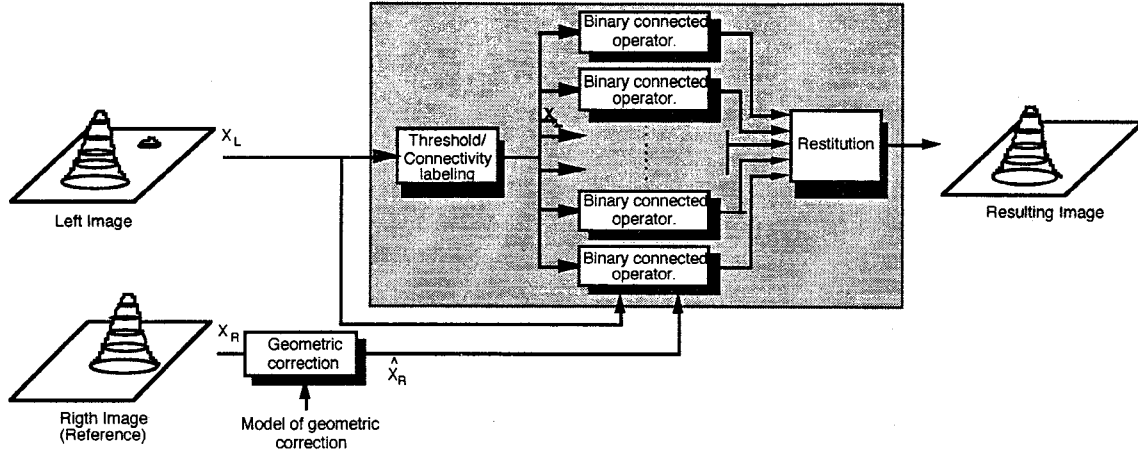 Binary connected
operator.
Binary connected
operator.
X_L
Threshold/
Connectivity
labeling
X
Restitution
Left Image
Resulting Image
Binary connected
operator.
Binary connected
operator.
X_R
Geometric
correction
X̂_R
Rigth Image
(Reference)
Model of geometric
correction